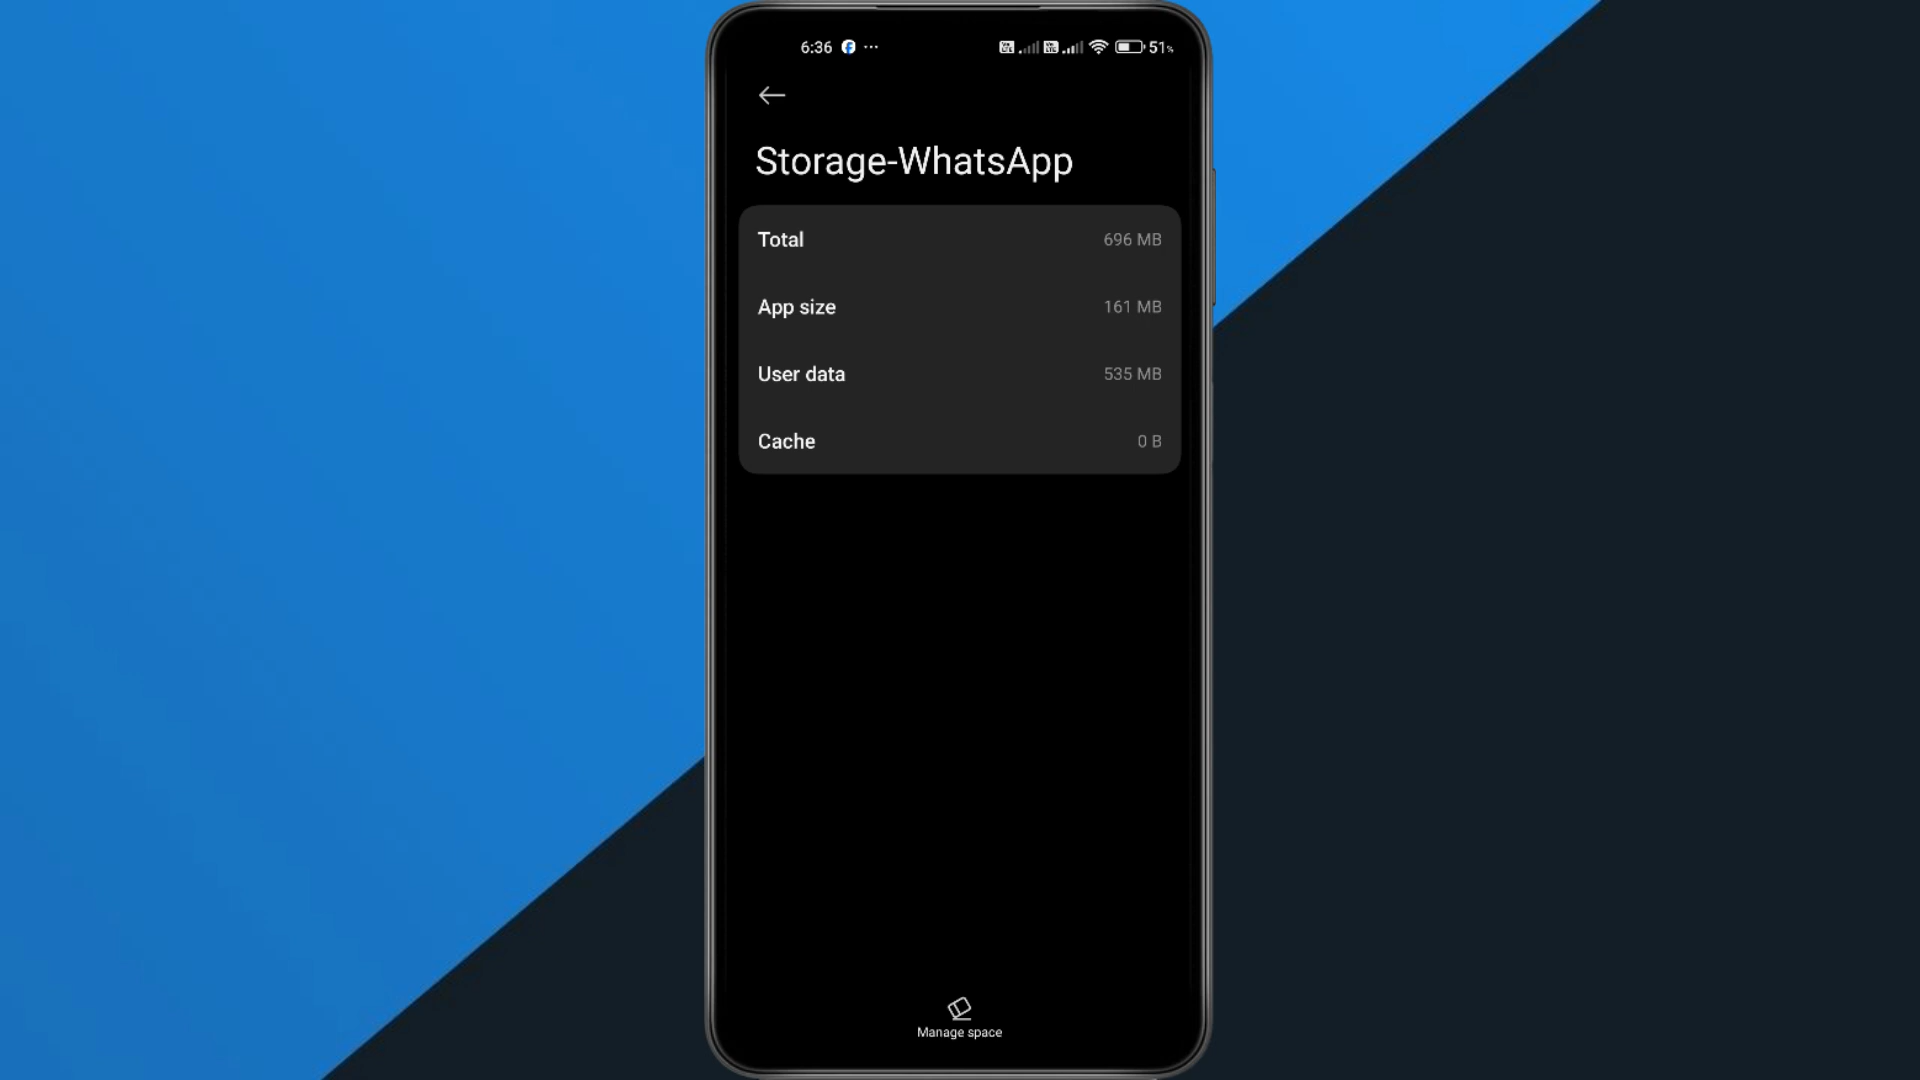 6:36 51%
Storage-WhatsApp
Total 696 MB
App size 161 MB
User data 535 MB
Cache 0 B
Manage space